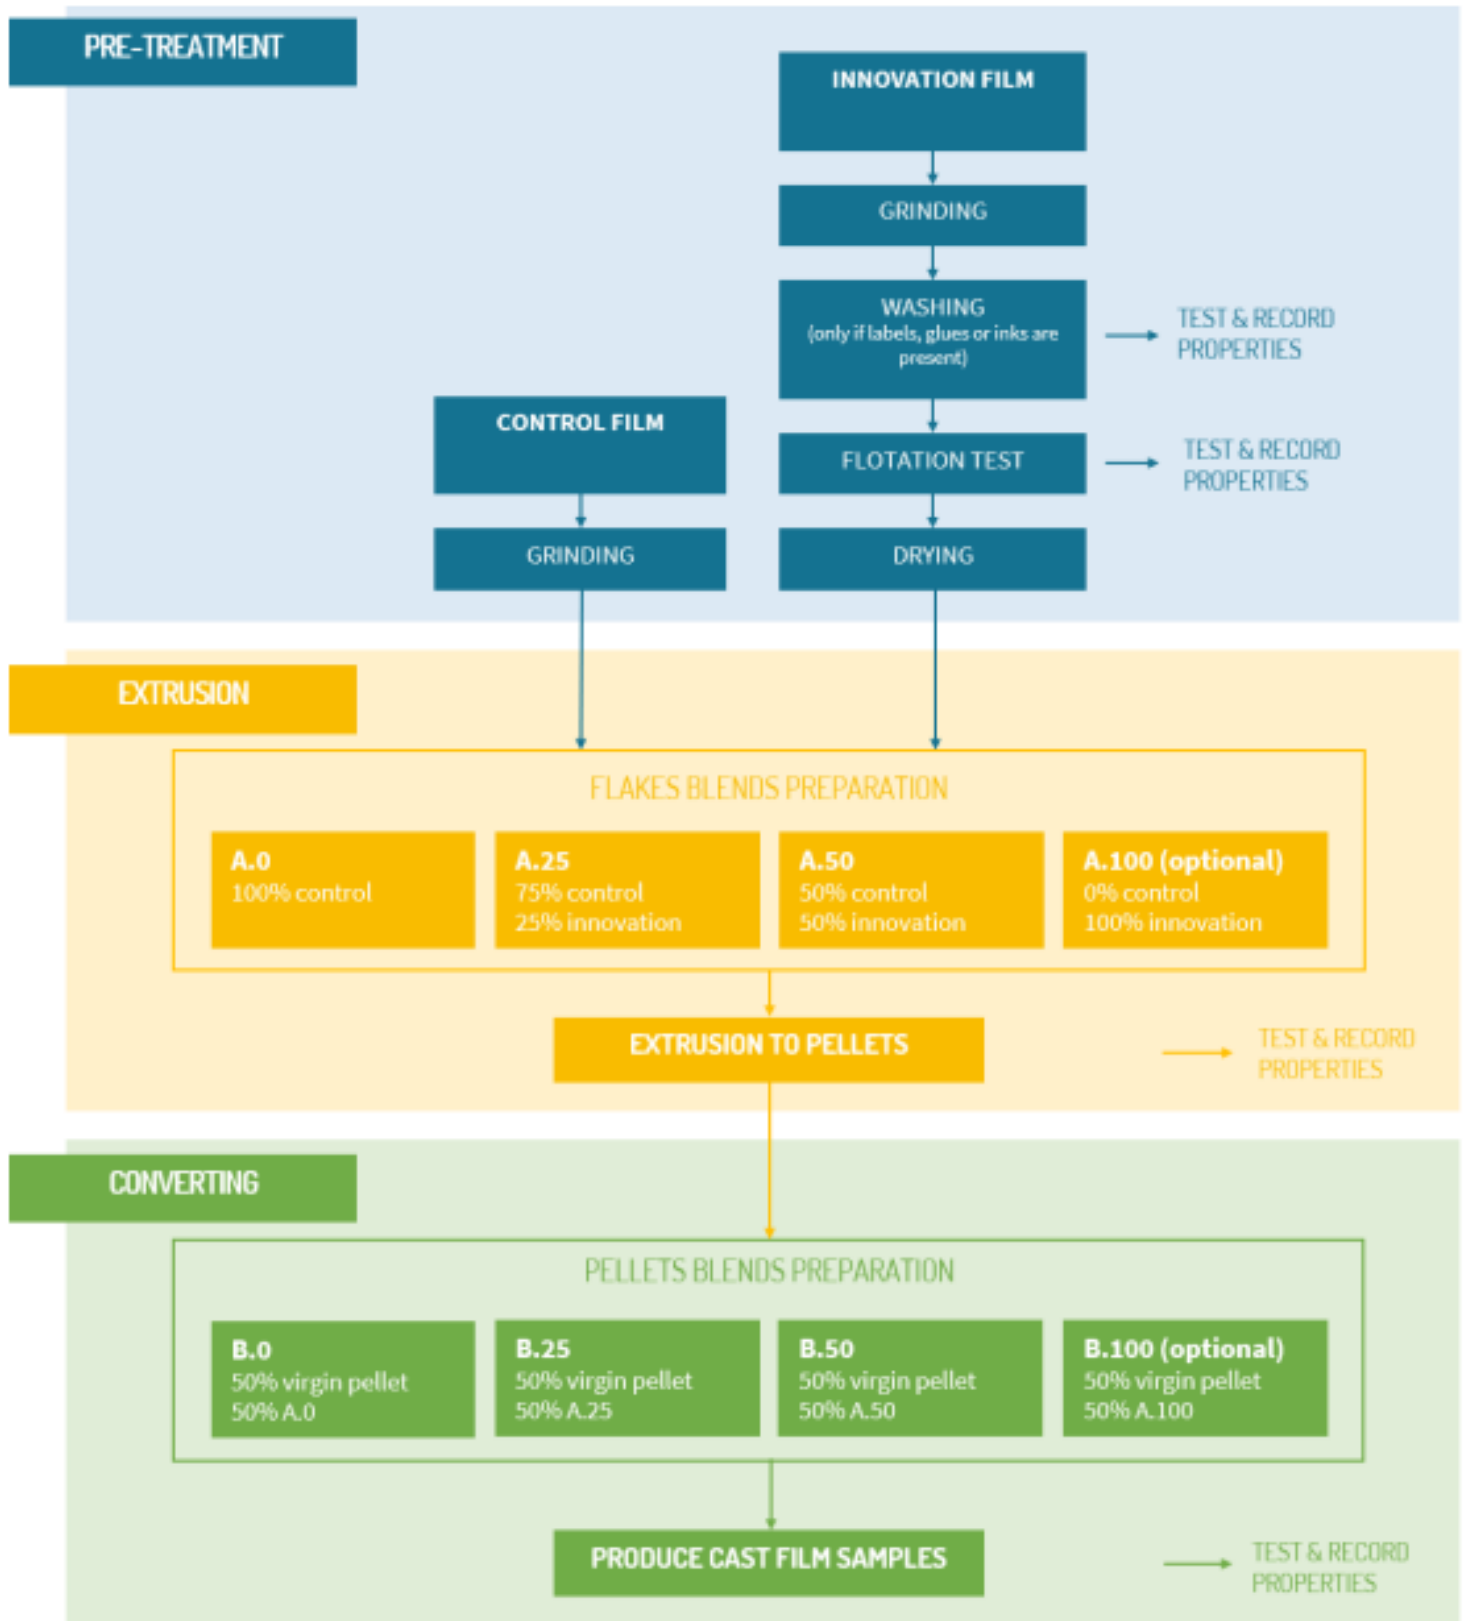 PRE-TREATMENT
INNOVATION FILM
GRINDING
WASHING
(only if labels, glues or inks are
present)
TEST & RECORD
PROPERTIES
CONTROL FILM
FLOTATION TEST
TEST & RECORD
PROPERTIES
GRINDING
DRYING
EXTRUSION
FLAKES BLENDS PREPARATION
A.0
100% control
A.25
75% control
25% innovation
A.50
50% control
50% innovation
A.100 (optional)
0% control
100% innovation
EXTRUSION TO PELLETS
TEST & RECORD
PROPERTIES
CONVERTING
PELLETS BLENDS PREPARATION
B.0
50% virgin pellet
50% A.0
B.25
50% virgin pellet
50% A.25
B.50
50% virgin pellet
50% A.50
B.100 (optional)
50% virgin pellet
50% A.100
PRODUCE CAST FILM SAMPLES
TEST & RECORD
PROPERTIES